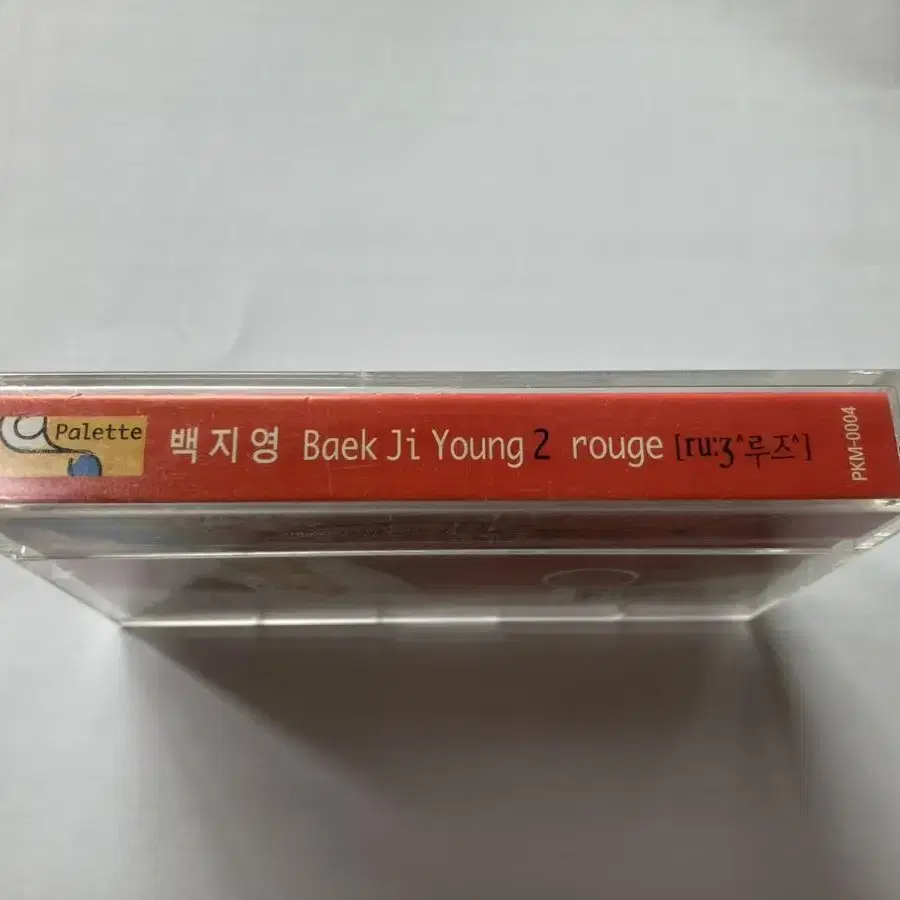 Palette 백지영 Baek Ji Young 2 rouge [ru:ʒ^루즈^] PKM-0004